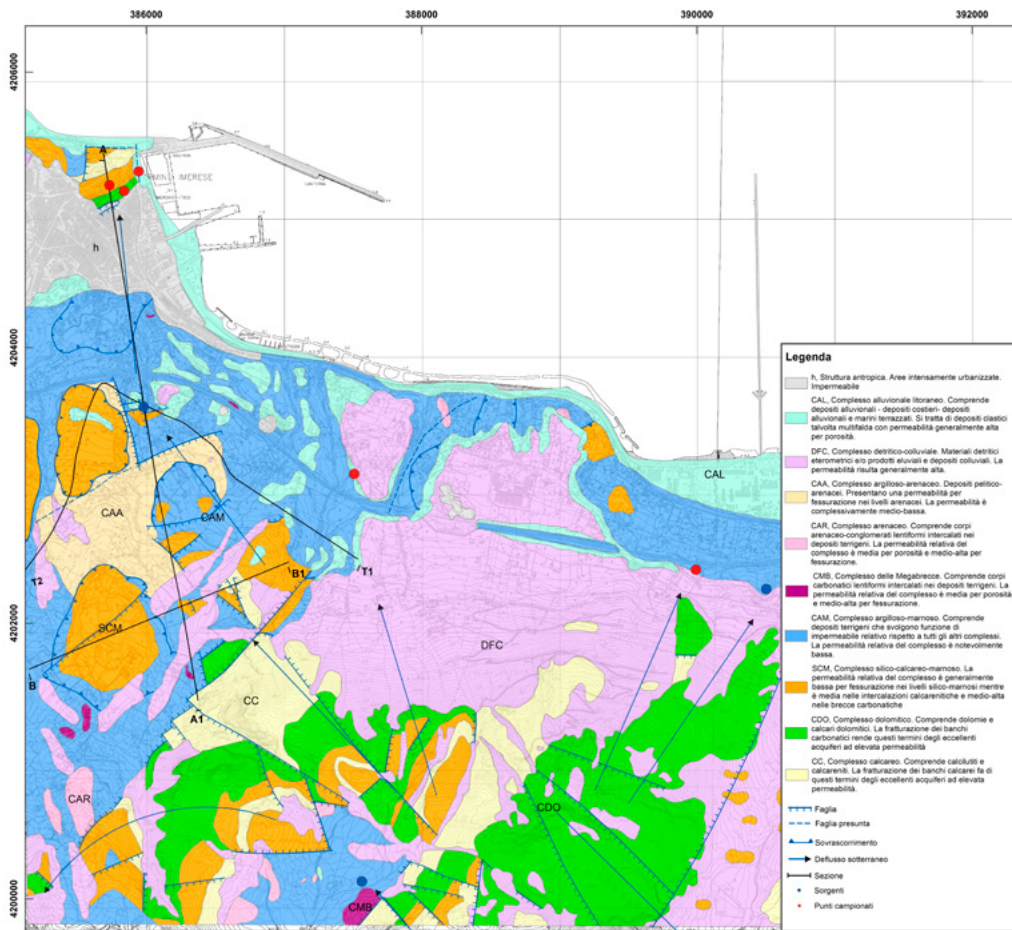 386000
388000
390000
392000
4206000
A
MIN IMERESE
h
4204000
CAL
CAA
CAM
T2
B1
T1
4202000
SCM
DFC
B
CC
A1
CAR
CDO
4200000
CMB
Legenda
h, Struttura antropica. Aree intensamente urbanizzate.
Impermeabile
CAL, Complesso alluvionale litoraneo. Comprende
depositi alluvionali - depositi costieri- depositi
alluvionali e marini terrazzati. Si tratta di depositi clastici
talvolta multifalda con permeabilità generalmente alta
per porosità.
DFC, Complesso detritico-colluviale. Materiali detritici
eterometrici e/o prodotti eluviali e depositi colluviali. La
permeabilità risulta generalmente alta.
CAA, Complesso argilloso-arenaceo. Depositi pelitico-
arenacei. Presentano una permeabilità per
fessurazione nei livelli arenacei. La permeabilità è
complessivamente medio-bassa.
CAR, Complesso arenaceo. Comprende corpi
arenaceo-conglomerati lentiformi intercalati nei
depositi terrigeni. La permeabilità relativa del
complesso è media per porosità e medio-alta per
fessurazione.
CMB, Complesso delle Megabrecce. Comprende corpi
carbonatici lentiformi intercalati nei depositi terrigeni. La
permeabilità relativa del complesso è media per porosità
e medio-alta per fessurazione.
CAM, Complesso argilloso-marnoso. Comprende
depositi terrigeni che svolgono funzione di
impermeabile relativo rispetto a tutti gli altri complessi.
La permeabilità relativa del complesso è notevolmente
bassa.
SCM, Complesso silico-calcareo-marnoso. La
permeabilità relativa del complesso è generalmente
bassa per fessurazione nei livelli silico-marnosi mentre
è media nelle intercalazioni calcarenitiche e medio-alta
nelle brecce carbonatiche
CDO, Complesso dolomitico. Comprende dolomie e
calcari dolomitici. La fratturazione dei banchi
carbonatici rende questi termini degli eccellenti
acquiferi ad elevata permeabilità
CC, Complesso calcareo. Comprende calcilutiti e
calcareniti. La fratturazione dei banchi calcarei fa di
questi termini degli eccellenti acquiferi ad elevata
permeabilità.
Faglia
Faglia presunta
Sovrascorrimento
Deflusso sotterraneo
Sezione
Sorgenti
Punti campionati